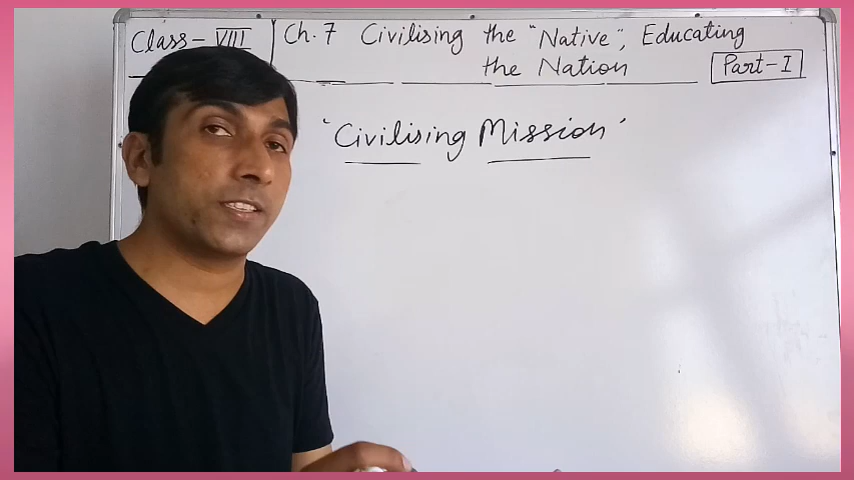 Class-VIII Ch.7 Civilising the "Native", Educating
the Nation Part-I
'Civilising Mission'